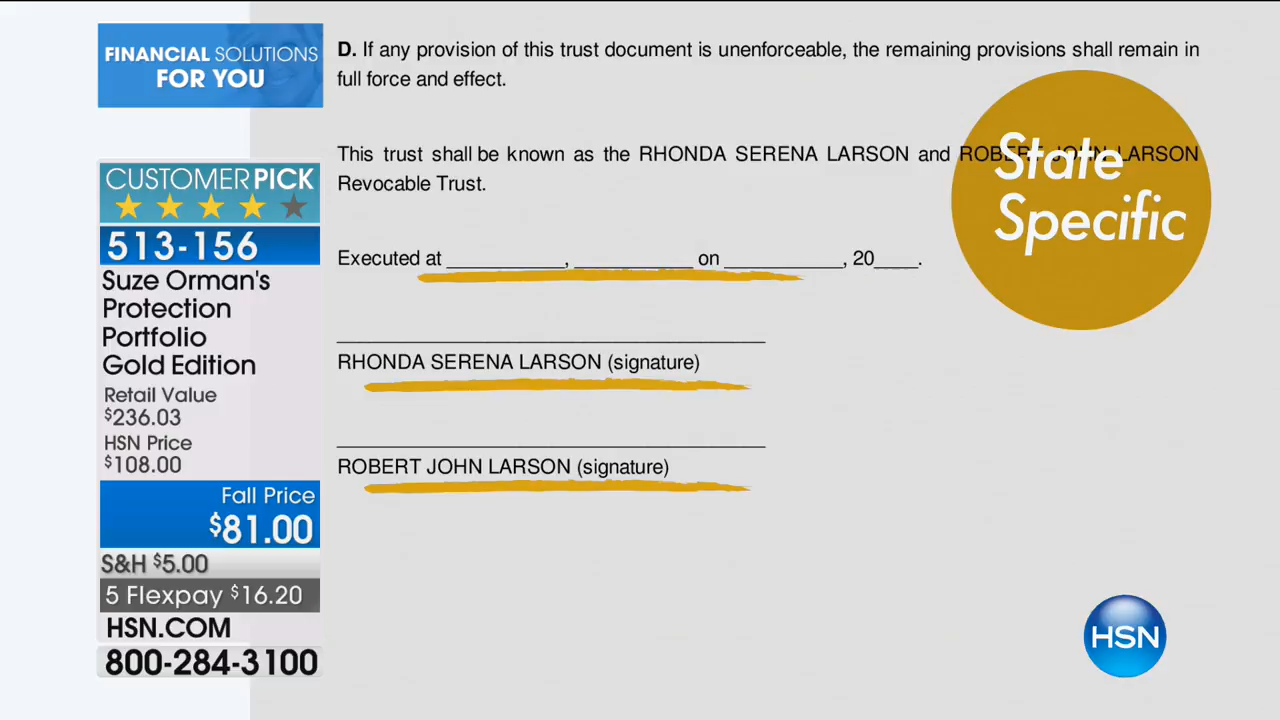 FINANCIAL SOLUTIONS
FOR YOU
CUSTOMER PICK
513-156
Suze Orman's
Protection
Portfolio
Gold Edition
Retail Value
$236.03
HSN Price
$108.00
Fall Price
$81.00
S&H $5.00
5 Flexpay $16.20
HSN.COM
800-284-3100
D. If any provision of this trust document is unenforceable, the remaining provisions shall remain in
full force and effect.
This trust shall be known as the RHONDA SERENA LARSON and ROBERT JOHN LARSON
Revocable Trust.
Executed at ___________, ___________ on ___________, 20____.
RHONDA SERENA LARSON (signature)
ROBERT JOHN LARSON (signature)
State
Specific
HSN